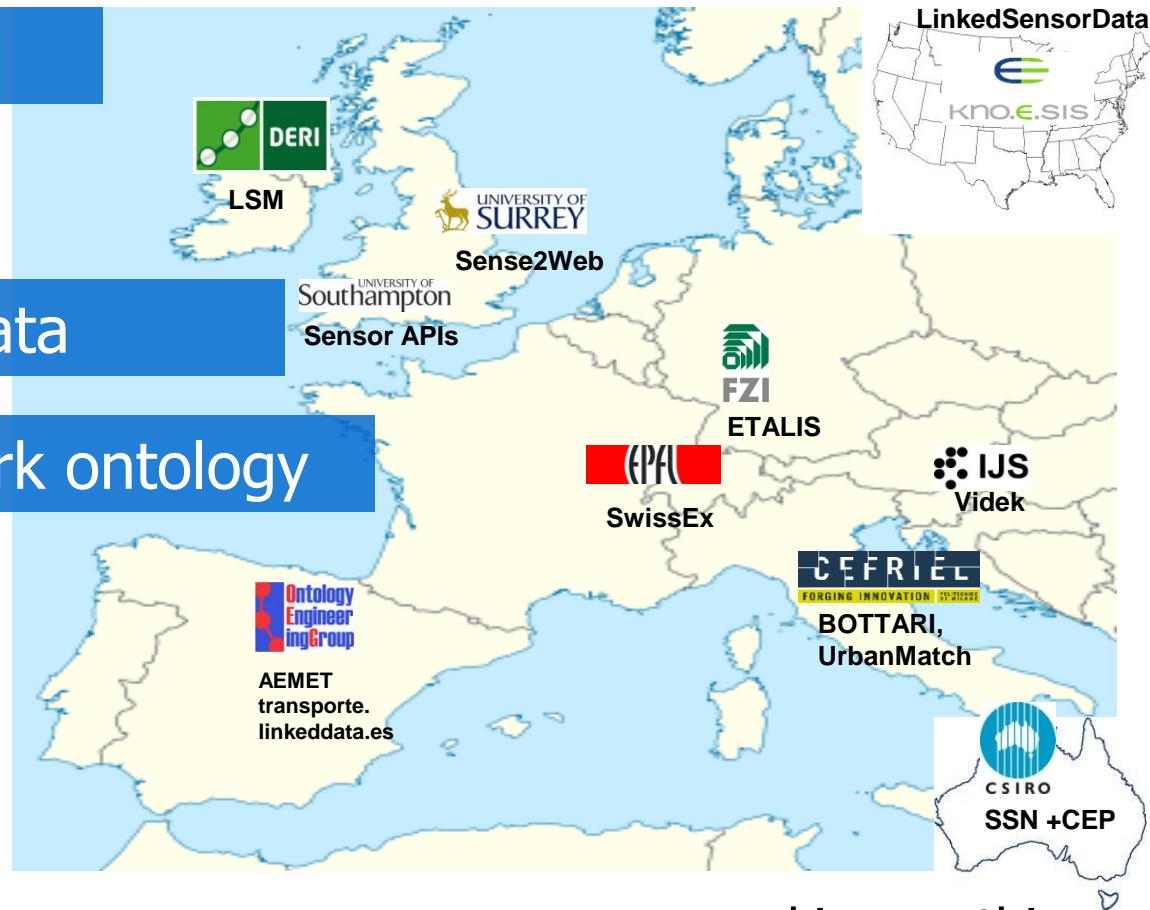 LinkedSensorData
KNO.E.SIS
DERI
LSM
UNIVERSITY OF
SURREY
Sense2Web
UNIVERSITY OF
Southampton
Sensor APIs
ata
FZI
ETALIS
rk ontology
EPFL
SwissEx
IJS
Videk
CEFRIEL
FORGING INNOVATION
BOTTARI,
UrbanMatch
Ontology
Engineer
ingGroup
AEMET
transporte.
linkeddata.es
CSIRO
SSN +CEP